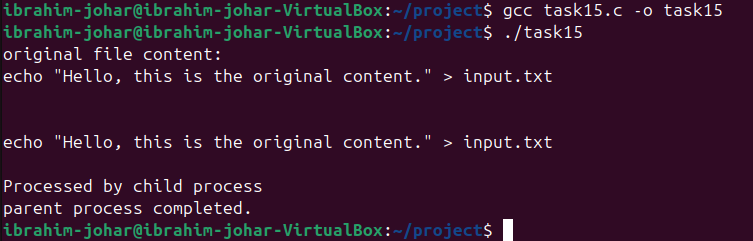 ibrahim-johar@ibrahim-johar-VirtualBox:~/project$ gcc task15.c -o task15
ibrahim-johar@ibrahim-johar-VirtualBox:~/project$ ./task15
original file content:
echo "Hello, this is the original content." > input.txt
echo "Hello, this is the original content." > input.txt
Processed by child process
parent process completed.
ibrahim-johar@ibrahim-johar-VirtualBox:~/project$